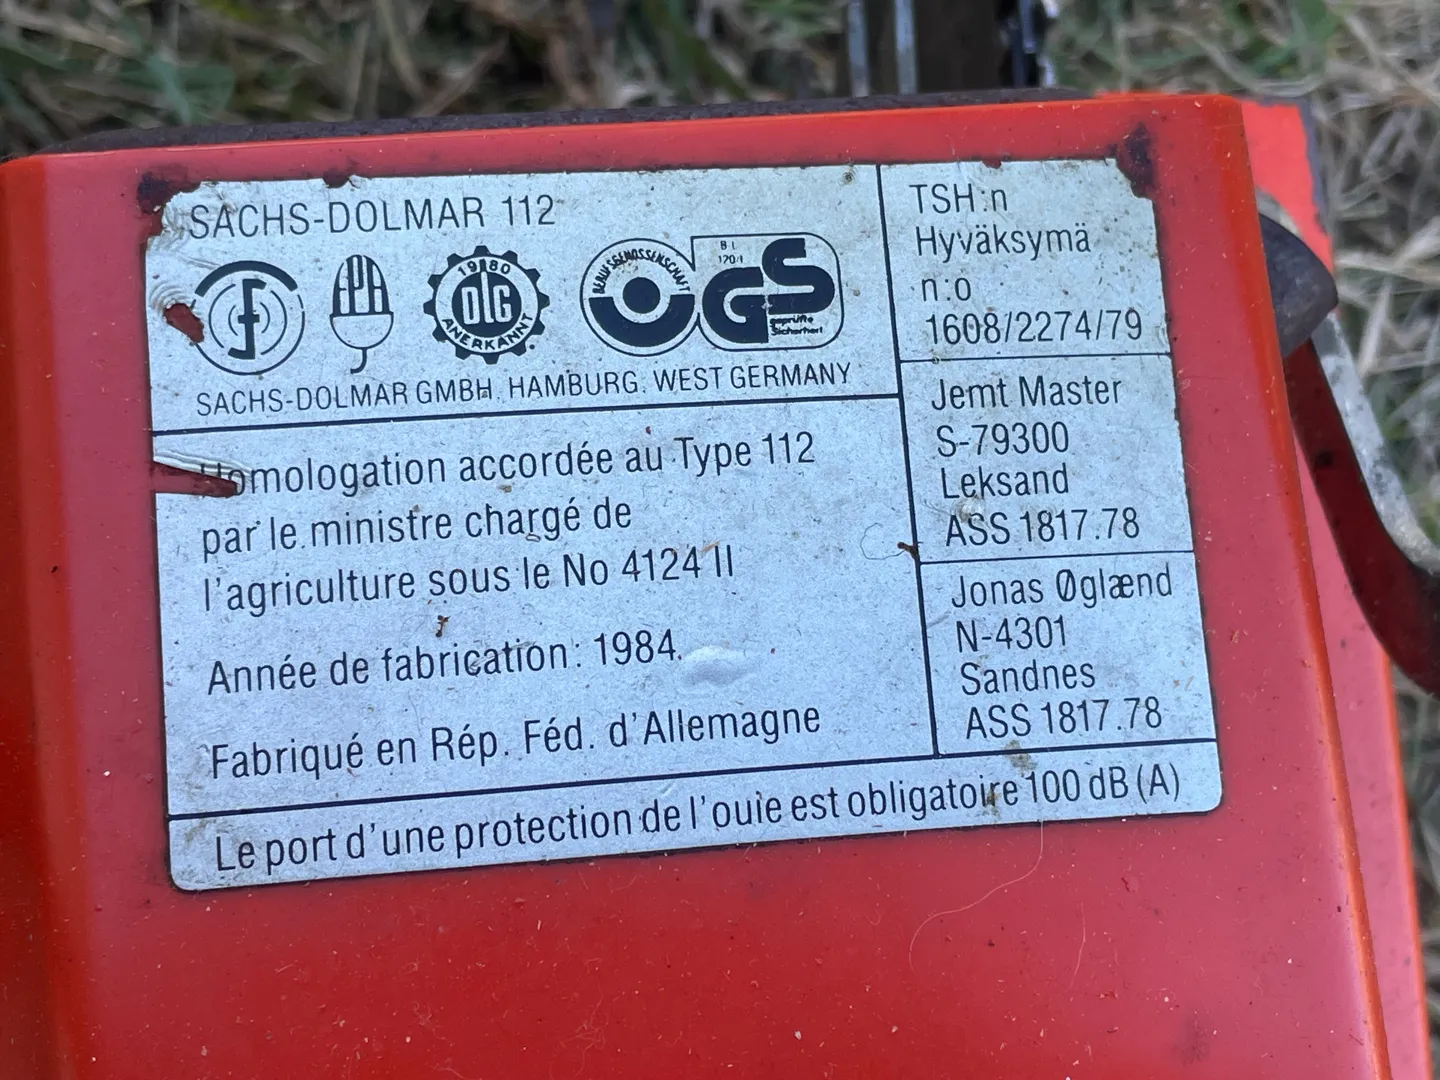 SACHS-DOLMAR 112
FPA
1980
DLG
ANERKANNT
BERUFSGENOSSENSCHAFT
GS
geprüfte
Sicherheit
SACHS-DOLMAR GMBH. HAMBURG. WEST GERMANY
Homologation accordée au Type 112
par le ministre chargé de
l'agriculture sous le No 4124 II
Année de fabrication: 1984.
Fabriqué en Rép. Féd. d'Allemagne
TSH:n
Hyväksymä
n:o
1608/2274/79
Jemt Master
S-79300
Leksand
ASS 1817.78
Jonas Øglænd
N-4301
Sandnes
ASS 1817.78
Le port d'une protection de l'ouie est obligatoire 100 dB (A)